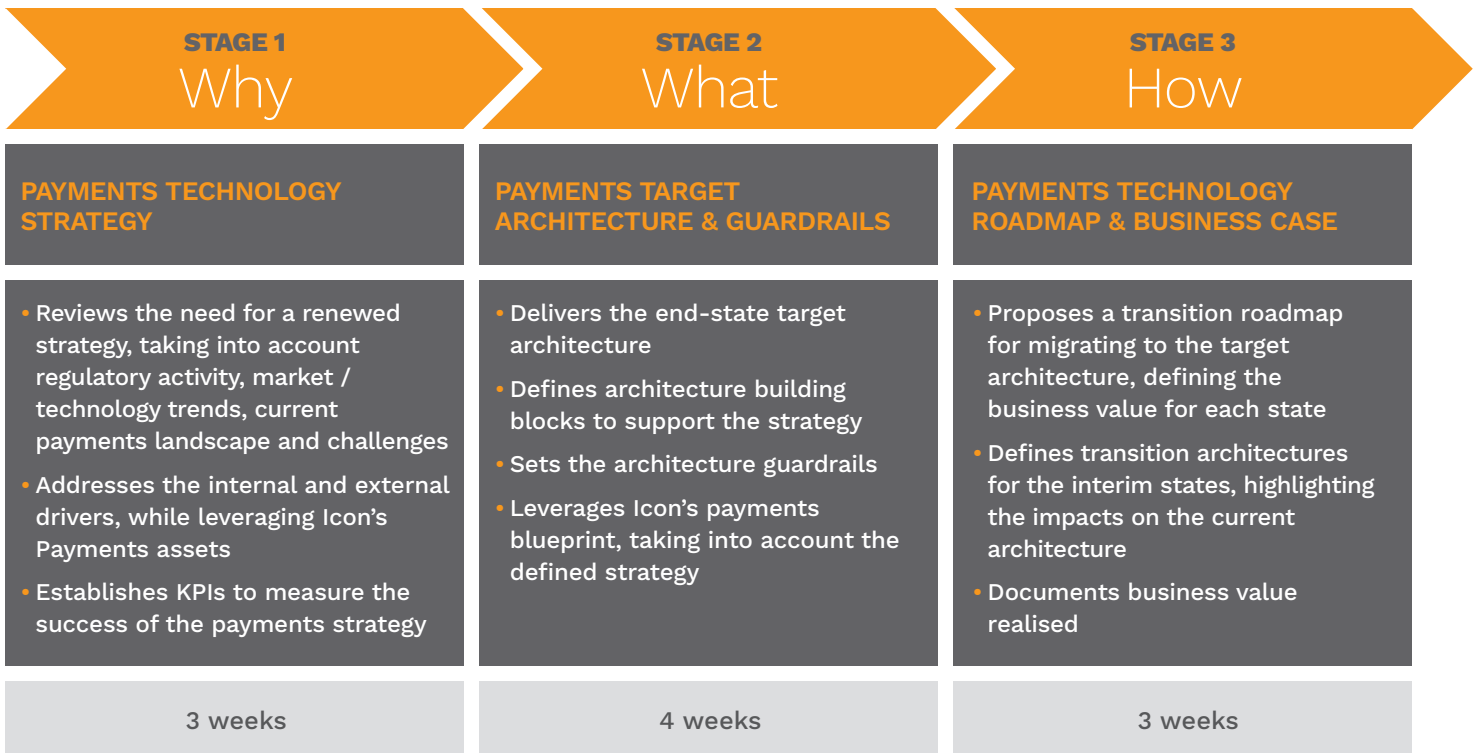 STAGE 1
Why
STAGE 2
What
STAGE 3
How
PAYMENTS TECHNOLOGY
STRATEGY
PAYMENTS TARGET
ARCHITECTURE & GUARDRAILS
PAYMENTS TECHNOLOGY
ROADMAP & BUSINESS CASE
• Reviews the need for a renewed
strategy, taking into account
regulatory activity, market /
technology trends, current
payments landscape and challenges
• Addresses the internal and external
drivers, while leveraging Icon's
Payments assets
• Establishes KPIs to measure the
success of the payments strategy
• Delivers the end-state target
architecture
• Defines architecture building
blocks to support the strategy
• Sets the architecture guardrails
• Leverages Icon's payments
blueprint, taking into account the
defined strategy
• Proposes a transition roadmap
for migrating to the target
architecture, defining the
business value for each state
• Defines transition architectures
for the interim states, highlighting
the impacts on the current
architecture
• Documents business value
realised
3 weeks
4 weeks
3 weeks